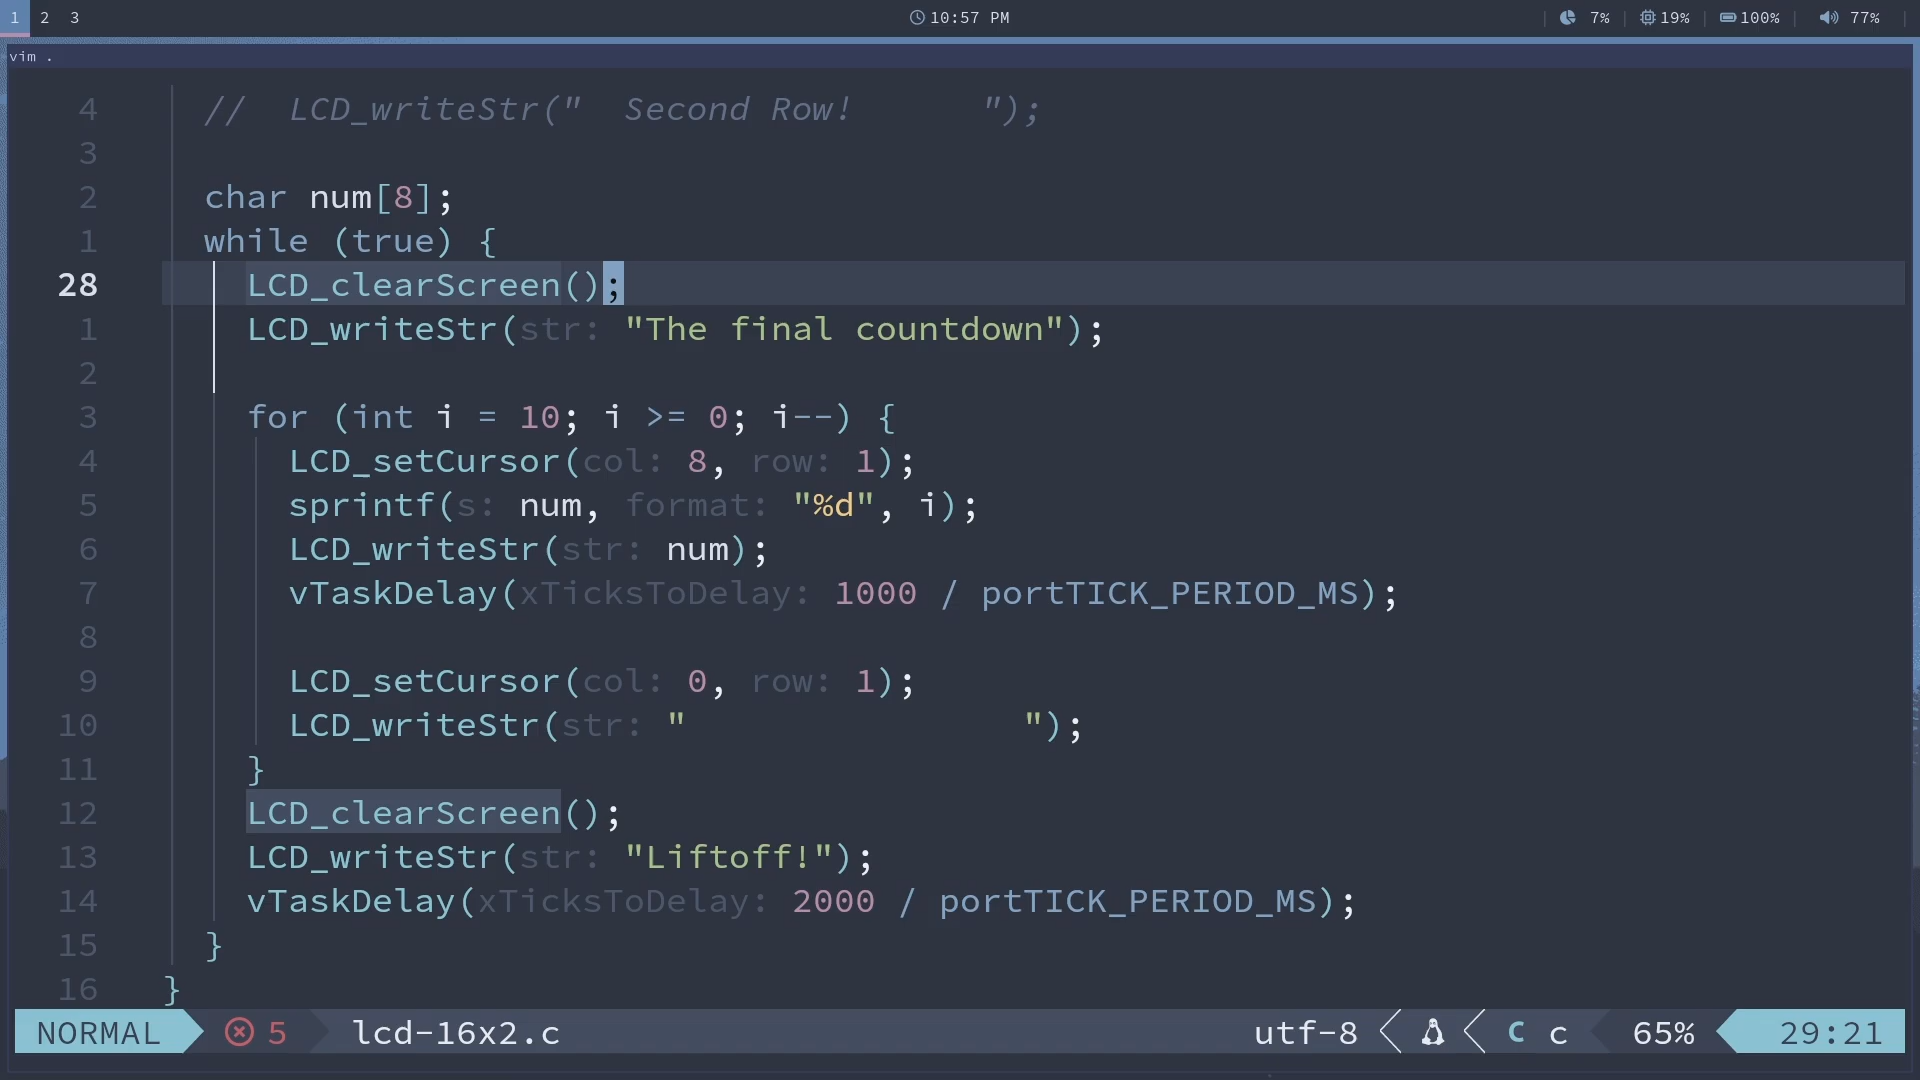 1 2 3 10:57 PM | 7% | 19% | 100% | 77% |
vim .
4 //  LCD_writeStr("  Second Row!      ");
3
2 char num[8];
1 while (true) {
28 LCD_clearScreen();
1 LCD_writeStr(str: "The final countdown");
2
3 for (int i = 10; i >= 0; i--) {
4 LCD_setCursor(col: 8, row: 1);
5 sprintf(s: num, format: "%d", i);
6 LCD_writeStr(str: num);
7 vTaskDelay(xTicksToDelay: 1000 / portTICK_PERIOD_MS);
8
9 LCD_setCursor(col: 0, row: 1);
10 LCD_writeStr(str: "                ");
11 }
12 LCD_clearScreen();
13 LCD_writeStr(str: "Liftoff!");
14 vTaskDelay(xTicksToDelay: 2000 / portTICK_PERIOD_MS);
15 }
16 }
NORMAL 5 lcd-16x2.c utf-8 C c 65% 29:21